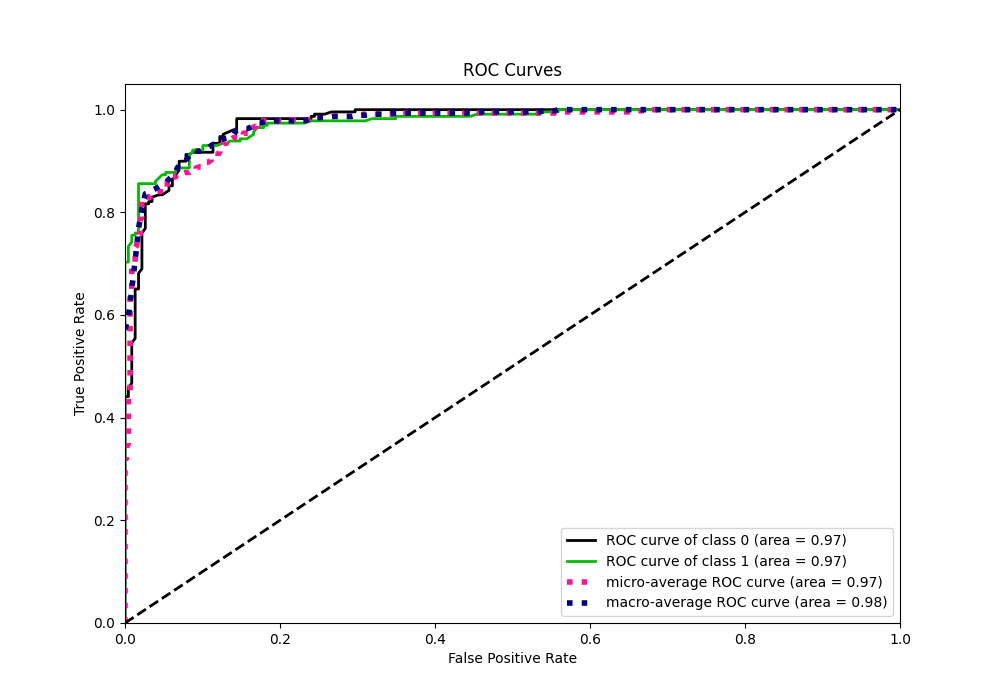 ROC Curves
True Positive Rate
1.0
0.8
0.6
0.4
0.2
0.0
0.0 0.2 0.4 0.6 0.8 1.0
False Positive Rate
ROC curve of class 0 (area = 0.97)
ROC curve of class 1 (area = 0.97)
micro-average ROC curve (area = 0.97)
macro-average ROC curve (area = 0.98)